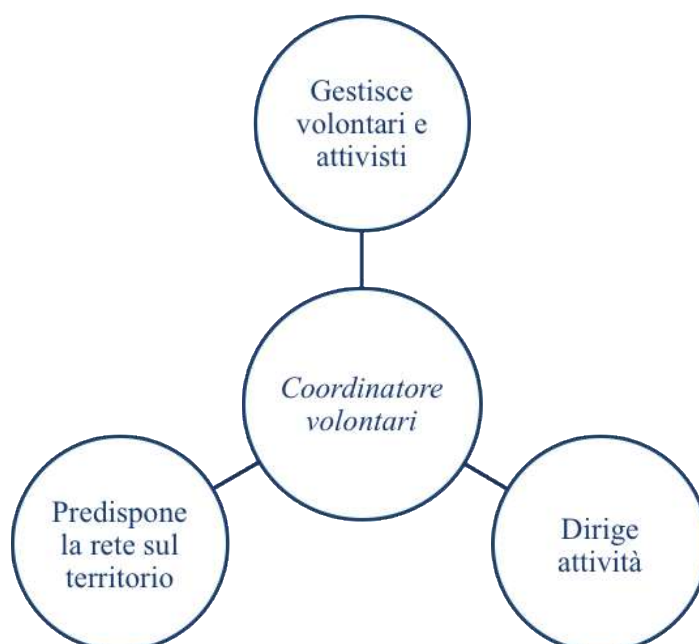 Gestisce
volontari e
attivisti
Coordinatore
volontari
Predispone
la rete sul
territorio
Dirige
attività